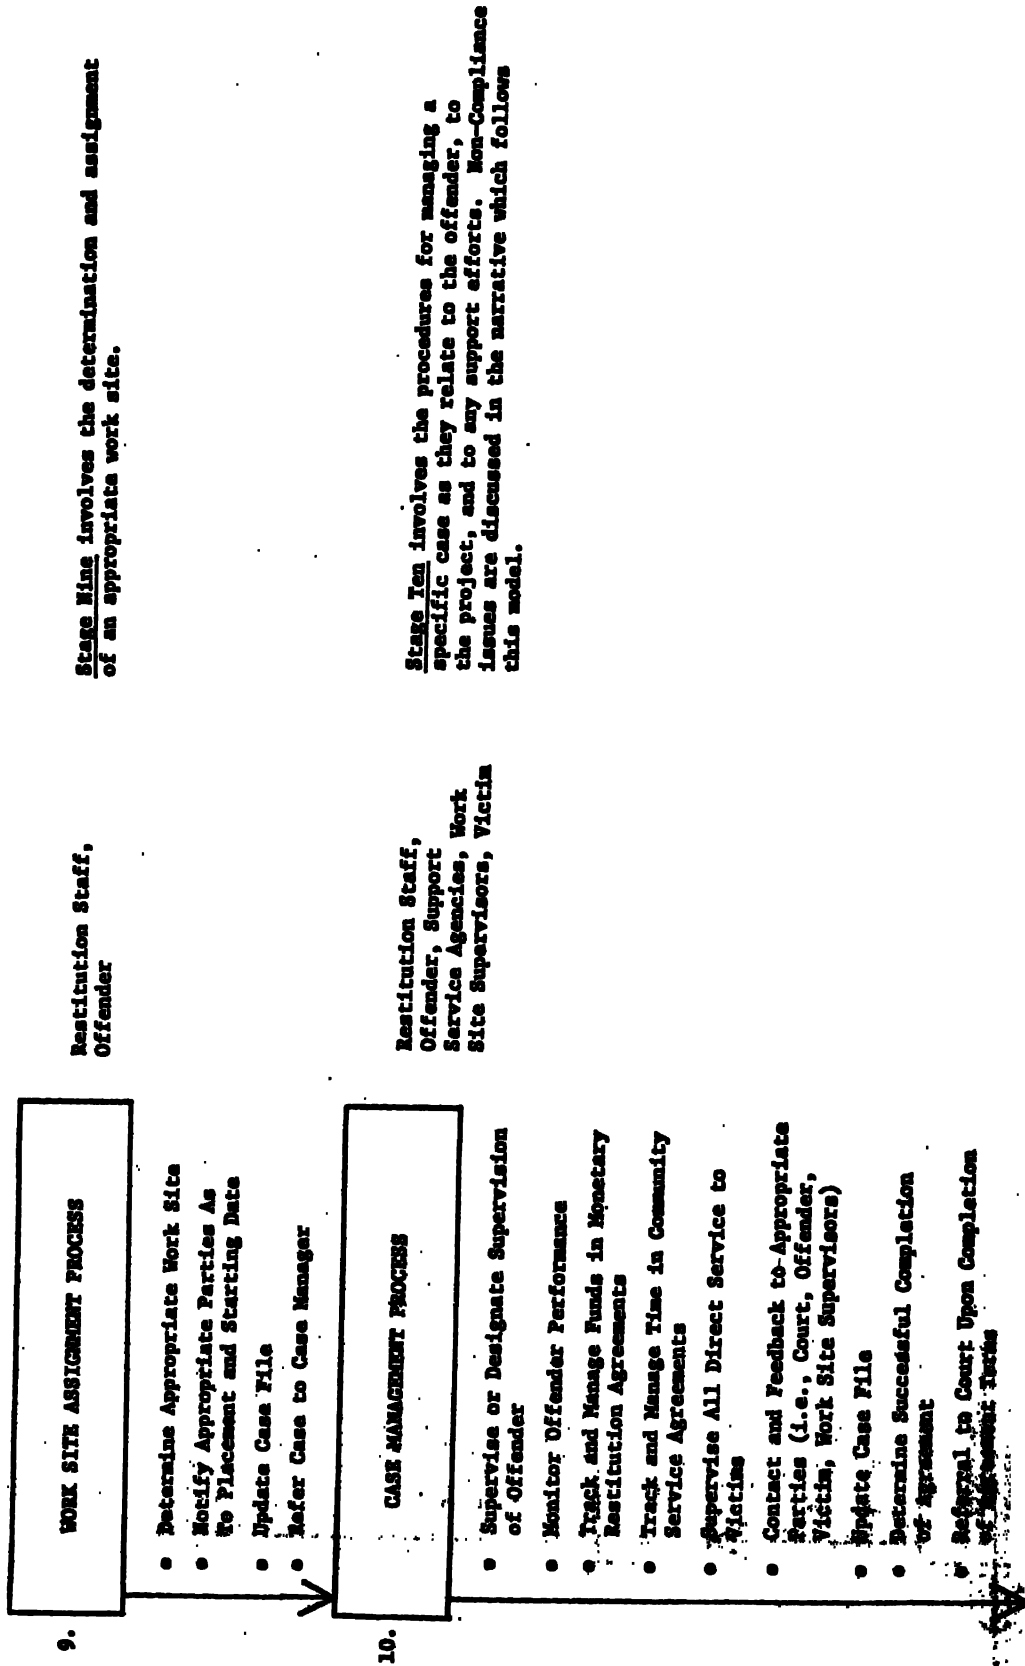 9.
WORK SITE ASSIGNMENT PROCESS
● Determine Appropriate Work Site
● Notify Appropriate Parties As
To Placement and Starting Date
● Update Case File
● Refer Case to Case Manager
Restitution Staff,
Offender
Stage Nine involves the determination and assignment
of an appropriate work site.
10.
CASE MANAGEMENT PROCESS
● Supervise or Designate Supervision
of Offender
● Monitor Offender Performance
● Track and Manage Funds in Monetary
Restitution Agreements
● Track and Manage Time in Community
Service Agreements
● Supervise All Direct Service to
Victims
● Contact and Feedback to Appropriate
Parties (i.e., Court, Offender,
Victim, Work Site Supervisors)
● Update Case File
● Determine Successful Completion
of Agreement
● Referral to Court Upon Completion
of Agreement Terms
Restitution Staff,
Offender, Support
Service Agencies, Work
Site Supervisors, Victim
Stage Ten involves the procedures for managing a
specific case as they relate to the offender, to
the project, and to any support efforts. Non-Compliance
issues are discussed in the narrative which follows
this model.